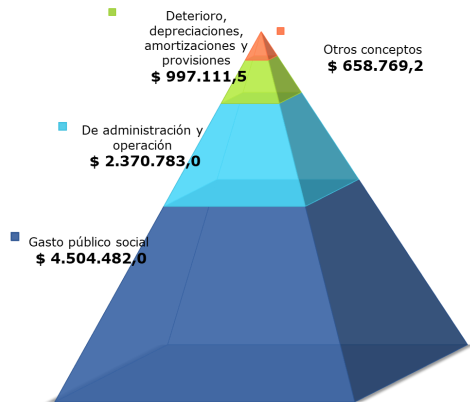 Deterioro,
depreciaciones,
amortizaciones y
provisiones
$ 997.111,5
Otros conceptos
$ 658.769,2
De administración y
operación
$ 2.370.783,0
Gasto público social
$ 4.504.482,0